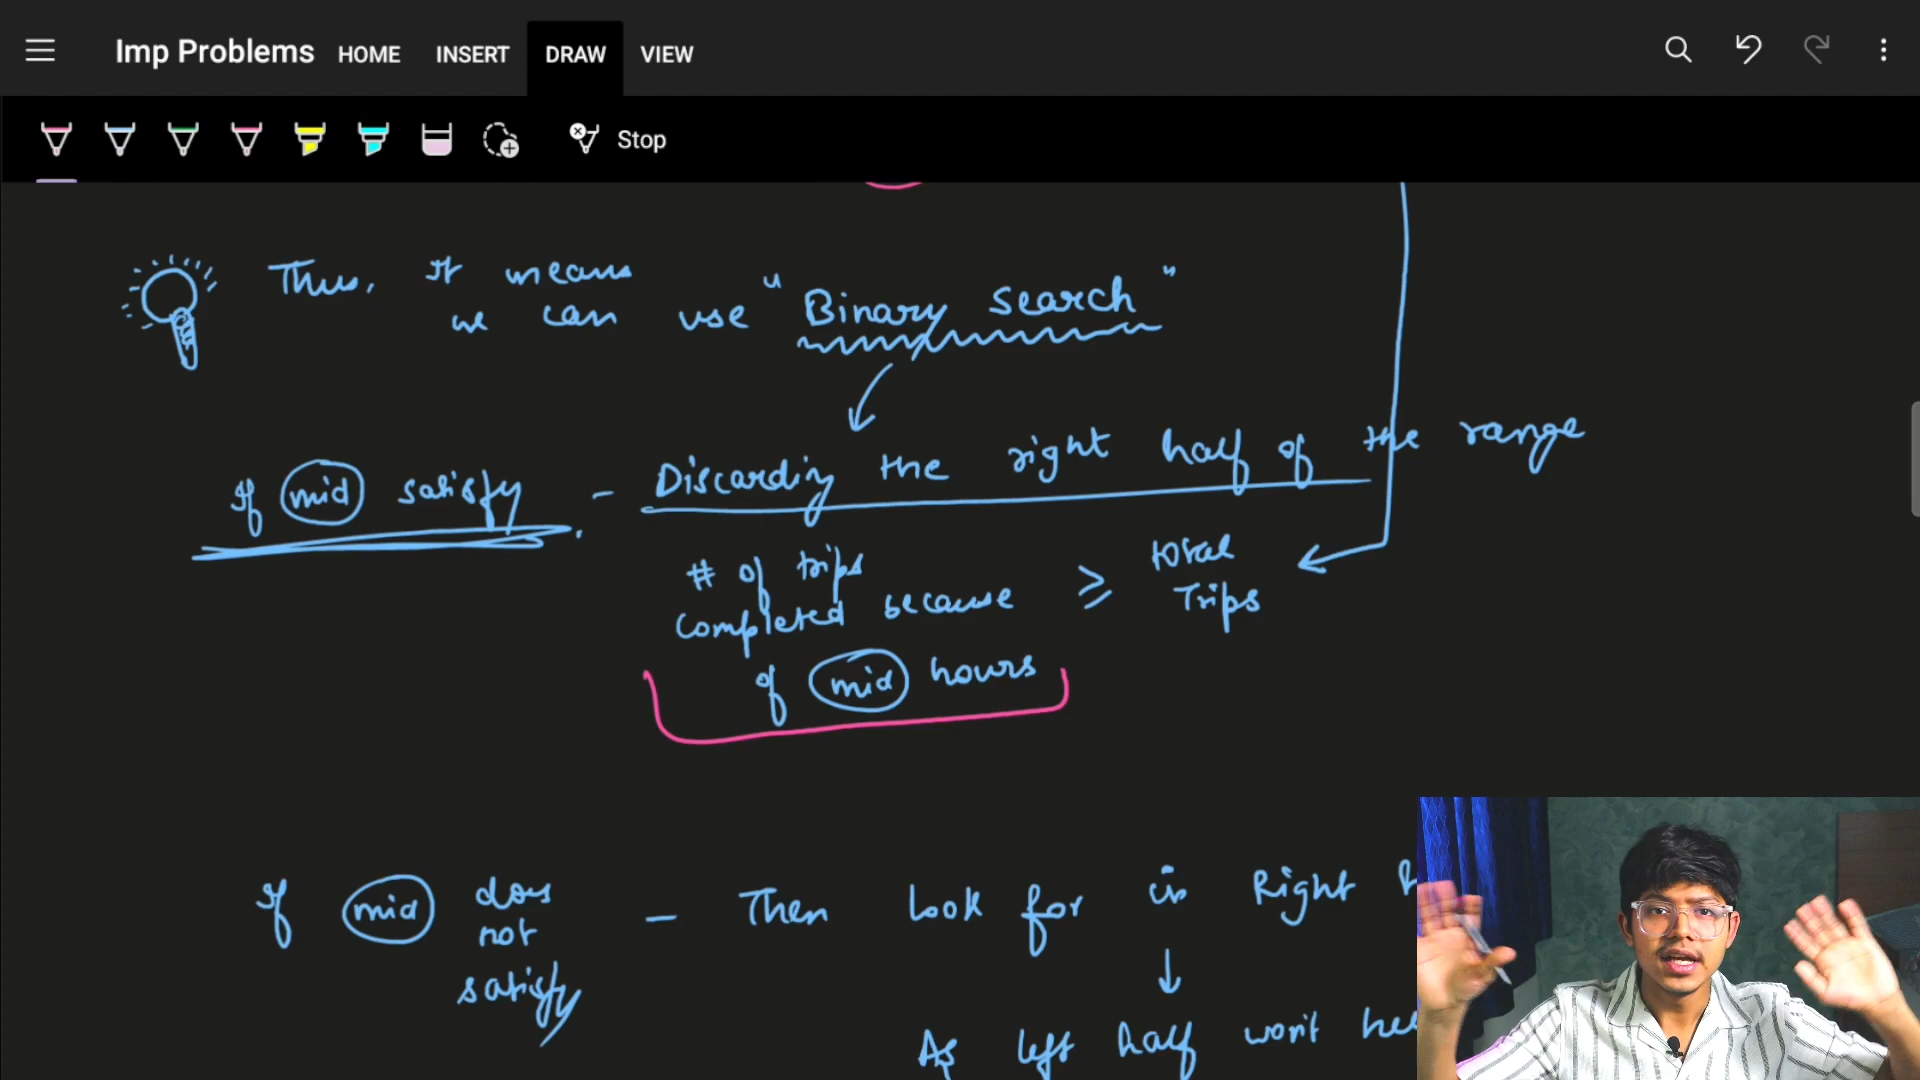 Imp Problems HOME INSERT DRAW VIEW
Stop
Thus, it means
we can use "Binary Search"
If mid satisfy - Discarding the right half of the range
# of trips
completed because ≥ total Trips
of mid hours
If mid does not satisfy - Then Look for in Right
↓
As left half won't